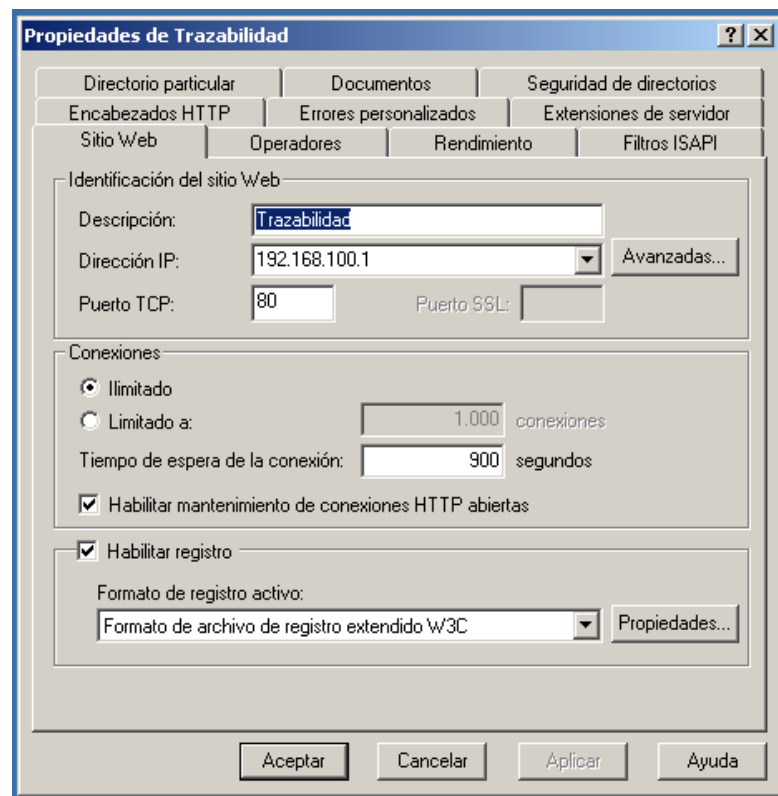 Propiedades de Trazabilidad
Directorio particular Documentos Seguridad de directorios
Encabezados HTTP Errores personalizados Extensiones de servidor
Sitio Web Operadores Rendimiento Filtros ISAPI
Identificación del sitio Web
Descripción: Trazabilidad
Dirección IP: 192.168.100.1 Avanzadas...
Puerto TCP: 80 Puerto SSL:
Conexiones
Ilimitado
Limitado a: 1.000 conexiones
Tiempo de espera de la conexión: 900 segundos
Habilitar mantenimiento de conexiones HTTP abiertas
Habilitar registro
Formato de registro activo:
Formato de archivo de registro extendido W3C Propiedades...
Aceptar Cancelar Aplicar Ayuda